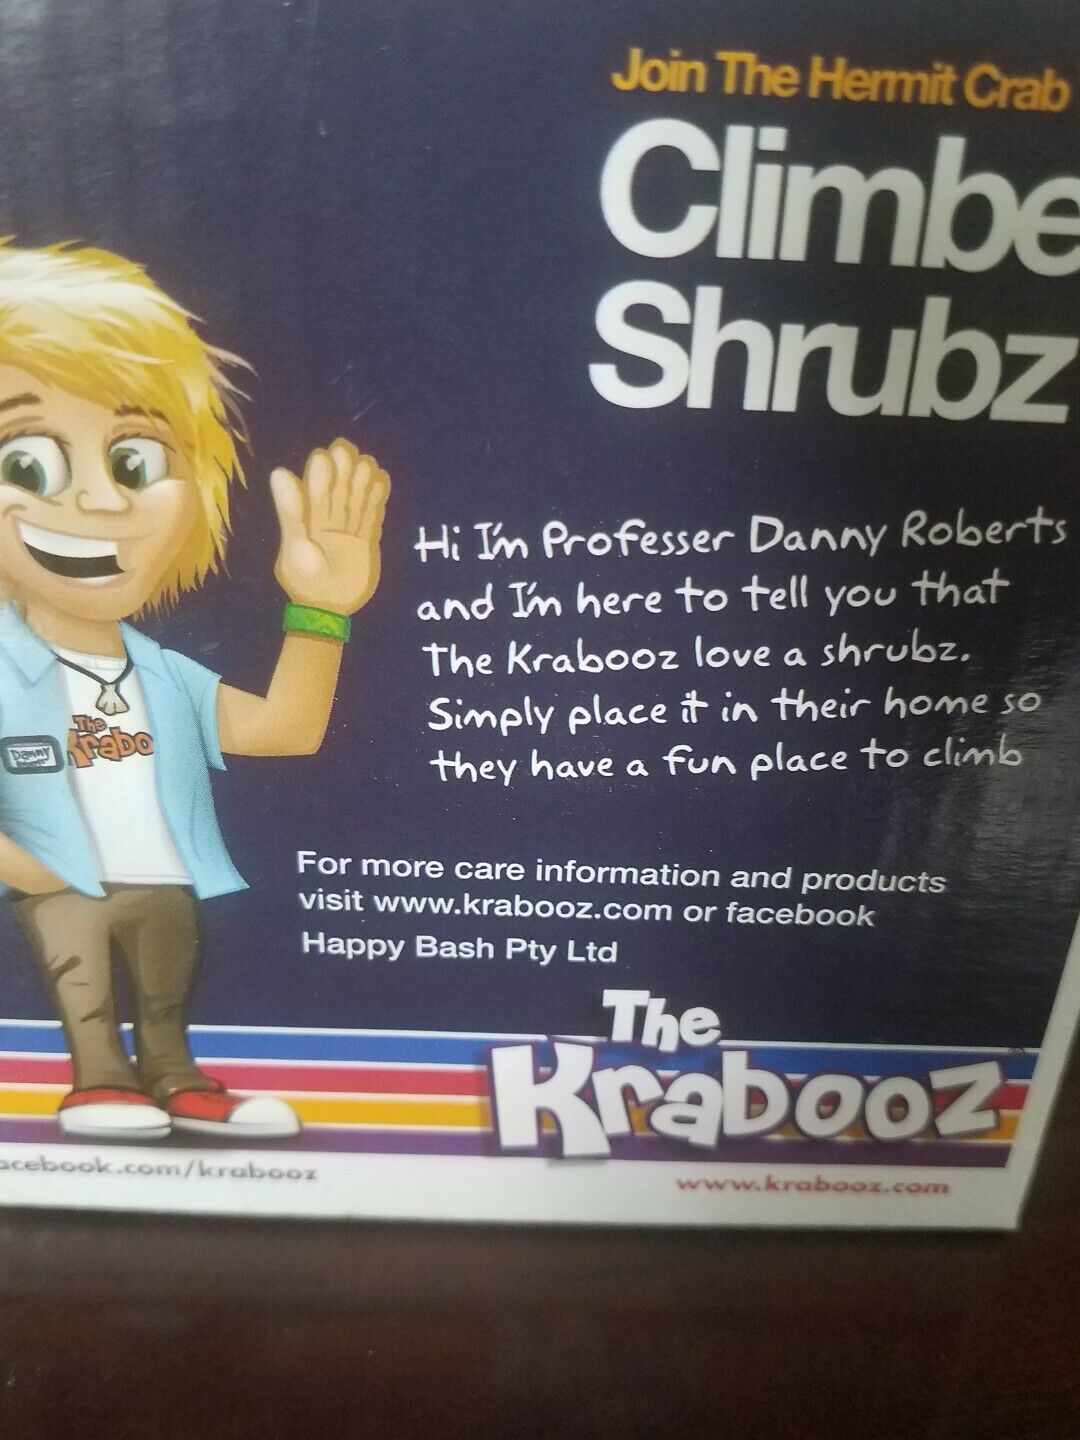 Join The Hermit Crab
Climbe
Shrubz
Hi I'm Professer Danny Roberts
and I'm here to tell you that
The Krabooz love a shrubz.
Simply place it in their home so
they have a fun place to climb
The
Krabo
Danny
For more care information and products
visit www.krabooz.com or facebook
Happy Bash Pty Ltd
The
Krabooz
acebook.com/krabooz
www.krabooz.com